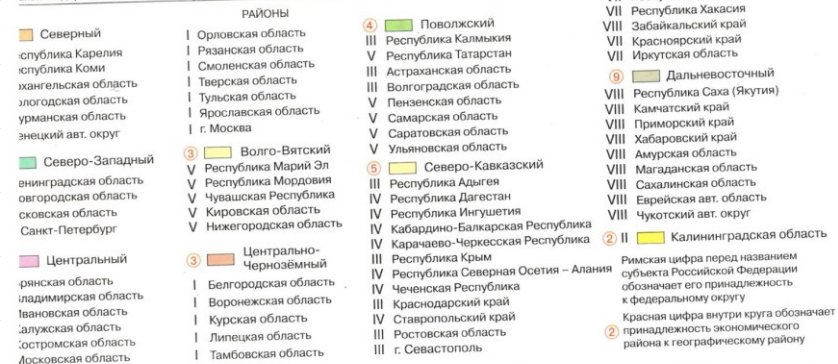 РАЙОНЫ
Северный
еспублика Карелия
еспублика Коми
рхангельская область
ологодская область
урманская область
енецкий авт. округ
Северо-Западный
енинградская область
овгородская область
сковская область
Санкт-Петербург
Центральный
рянская область
ладимирская область
вановская область
алужская область
остромская область
осковская область
I Орловская область
I Рязанская область
I Смоленская область
I Тверская область
I Тульская область
I Ярославская область
I г. Москва
3 Волго-Вятский
V Республика Марий Эл
V Республика Мордовия
V Чувашская Республика
V Кировская область
V Нижегородская область
3 Центрально-
Чернозёмный
I Белгородская область
I Воронежская область
I Курская область
I Липецкая область
I Тамбовская область
4 Поволжский
III Республика Калмыкия
V Республика Татарстан
III Астраханская область
III Волгоградская область
V Пензенская область
V Самарская область
V Саратовская область
V Ульяновская область
5 Северо-Кавказский
III Республика Адыгея
IV Республика Дагестан
IV Республика Ингушетия
IV Кабардино-Балкарская Республика
IV Карачаево-Черкесская Республика
III Республика Крым
IV Республика Северная Осетия – Алания
IV Чеченская Республика
III Краснодарский край
IV Ставропольский край
III Ростовская область
III г. Севастополь
VII Республика Хакасия
VIII Забайкальский край
VII Красноярский край
VII Иркутская область
9 Дальневосточный
VIII Республика Саха (Якутия)
VIII Камчатский край
VIII Приморский край
VIII Хабаровский край
VIII Амурская область
VIII Магаданская область
VIII Сахалинская область
VIII Еврейская авт. область
VIII Чукотский авт. округ
2 II Калининградская область
Римская цифра перед названием
субъекта Российской Федерации
обозначает его принадлежность
к федеральному округу
Красная цифра внутри круга обозначает
2 принадлежность экономического
района к географическому району